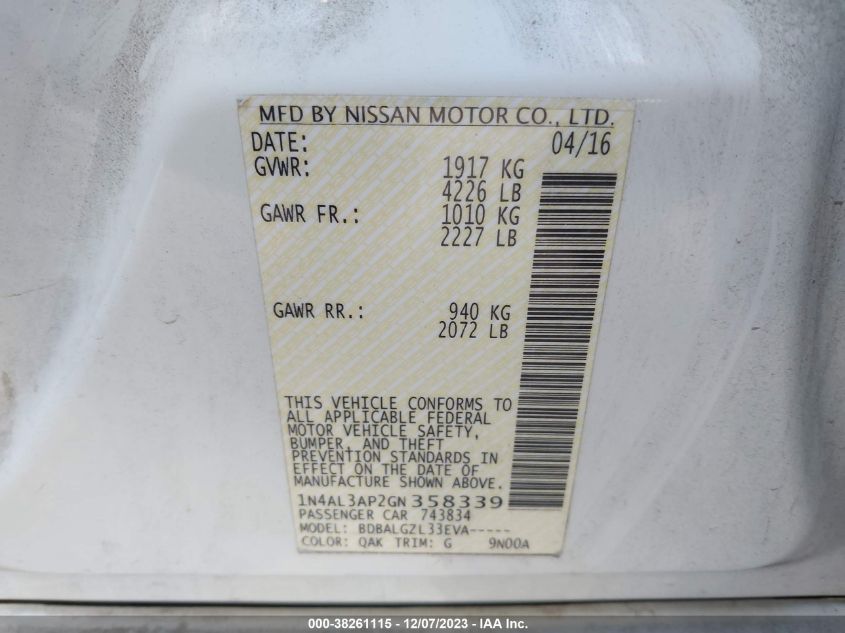 MFD BY NISSAN MOTOR CO., LTD.
DATE: 04/16
GVWR: 1917 KG
4226 LB
GAWR FR.: 1010 KG
2227 LB
GAWR RR.: 940 KG
2072 LB
THIS VEHICLE CONFORMS TO
ALL APPLICABLE FEDERAL
MOTOR VEHICLE SAFETY,
BUMPER, AND THEFT
PREVENTION STANDARDS IN
EFFECT ON THE DATE OF
MANUFACTURE SHOWN ABOVE.
1N4AL3AP2GN358339
PASSENGER CAR 743834
MODEL: BDBALGZL33EVA-----
COLOR: QAK TRIM: G 9N00A
000-38261115 - 12/07/2023 - IAA Inc.